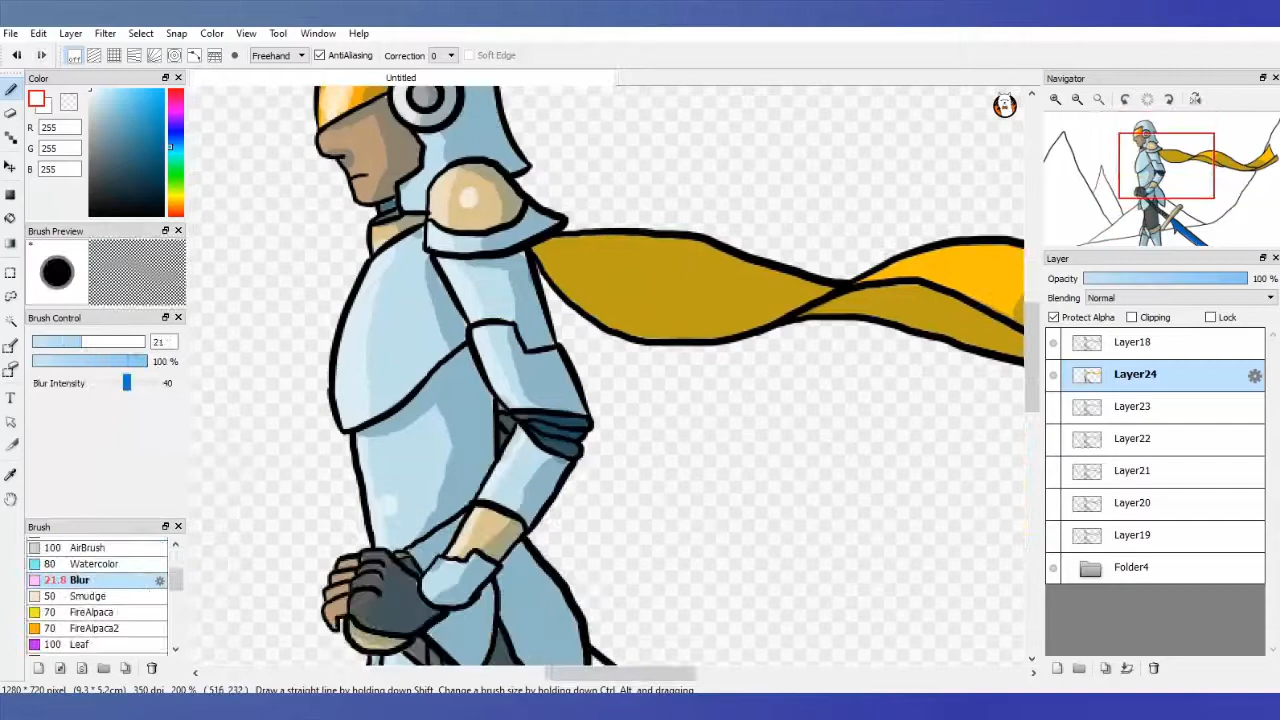 File Edit Layer Filter Select Snap Color View Tool Window Help
off Freehand AntiAliasing Correction 0 Soft Edge
Color
Untitled
Navigator
R 255
G 255
B 255
Brush Preview
Brush Control
21
100 %
Blur Intensity 40
Brush
100 AirBrush
80 Watercolor
21.8 Blur
50 Smudge
70 FireAlpaca
70 FireAlpaca2
100 Leaf
Layer
Opacity 100 %
Blending Normal
Protect Alpha Clipping Lock
Layer18
Layer24
Layer23
Layer22
Layer21
Layer20
Layer19
Folder4
1280 * 720 pixel (9.3 * 5.2cm) 350 dpi 200 % ( 516, 232 ) Draw a straight line by holding down Shift, Change a brush size by holding down Ctrl, Alt, and dragging